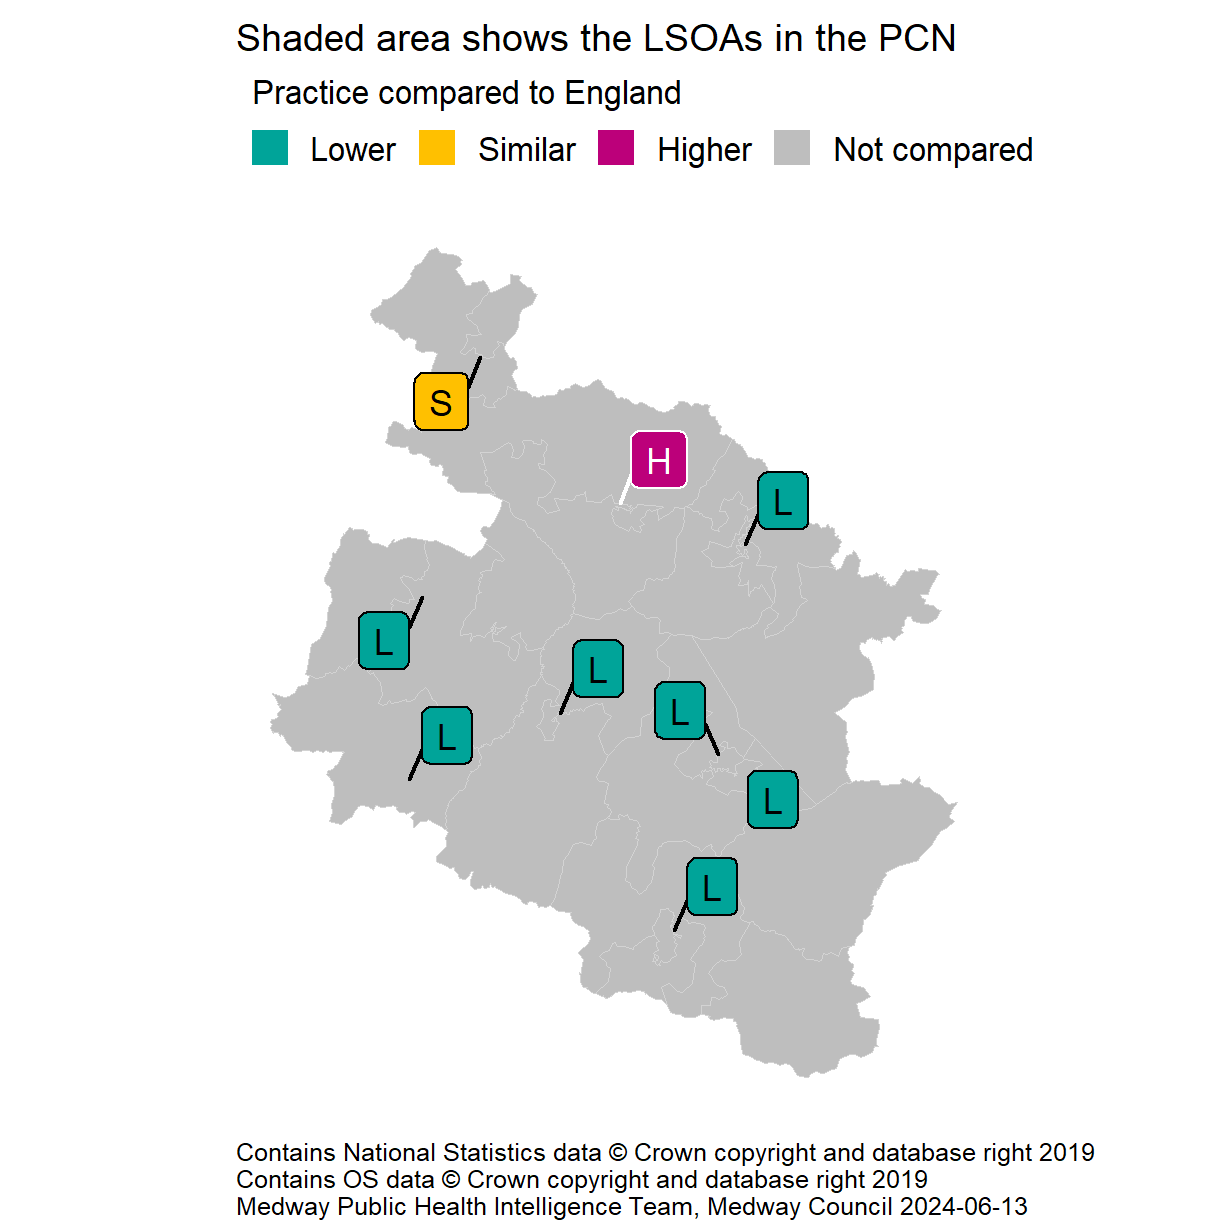 Shaded area shows the LSOAs in the PCN
Practice compared to England
Lower Similar Higher Not compared
S
H
L
L
L
L
L
L
L
Contains National Statistics data © Crown copyright and database right 2019
Contains OS data © Crown copyright and database right 2019
Medway Public Health Intelligence Team, Medway Council 2024-06-13